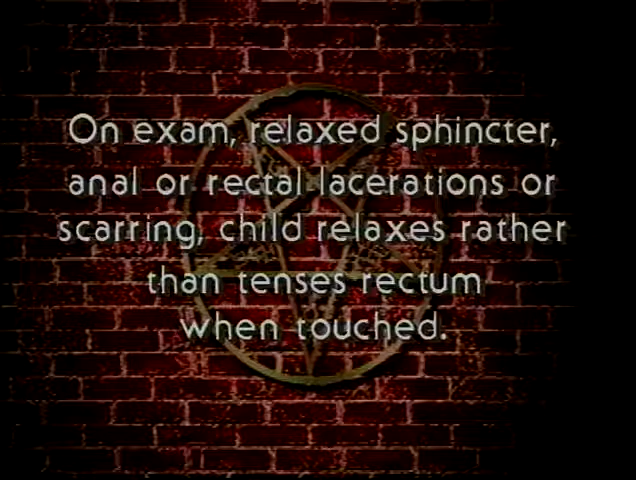 On exam, relaxed sphincter,
anal or rectal lacerations or
scarring, child relaxes rather
than tenses rectum
when touched.